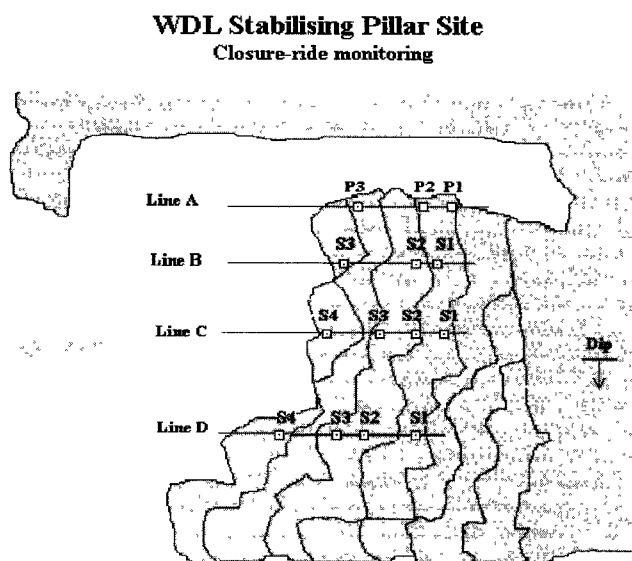 WDL Stabilising Pillar Site
Closure-ride monitoring
P3 P2 P1
Line A
S3 S2 S1
Line B
S4 S3 S2 S1
Line C
Dip
S4 S3 S2 S1
Line D